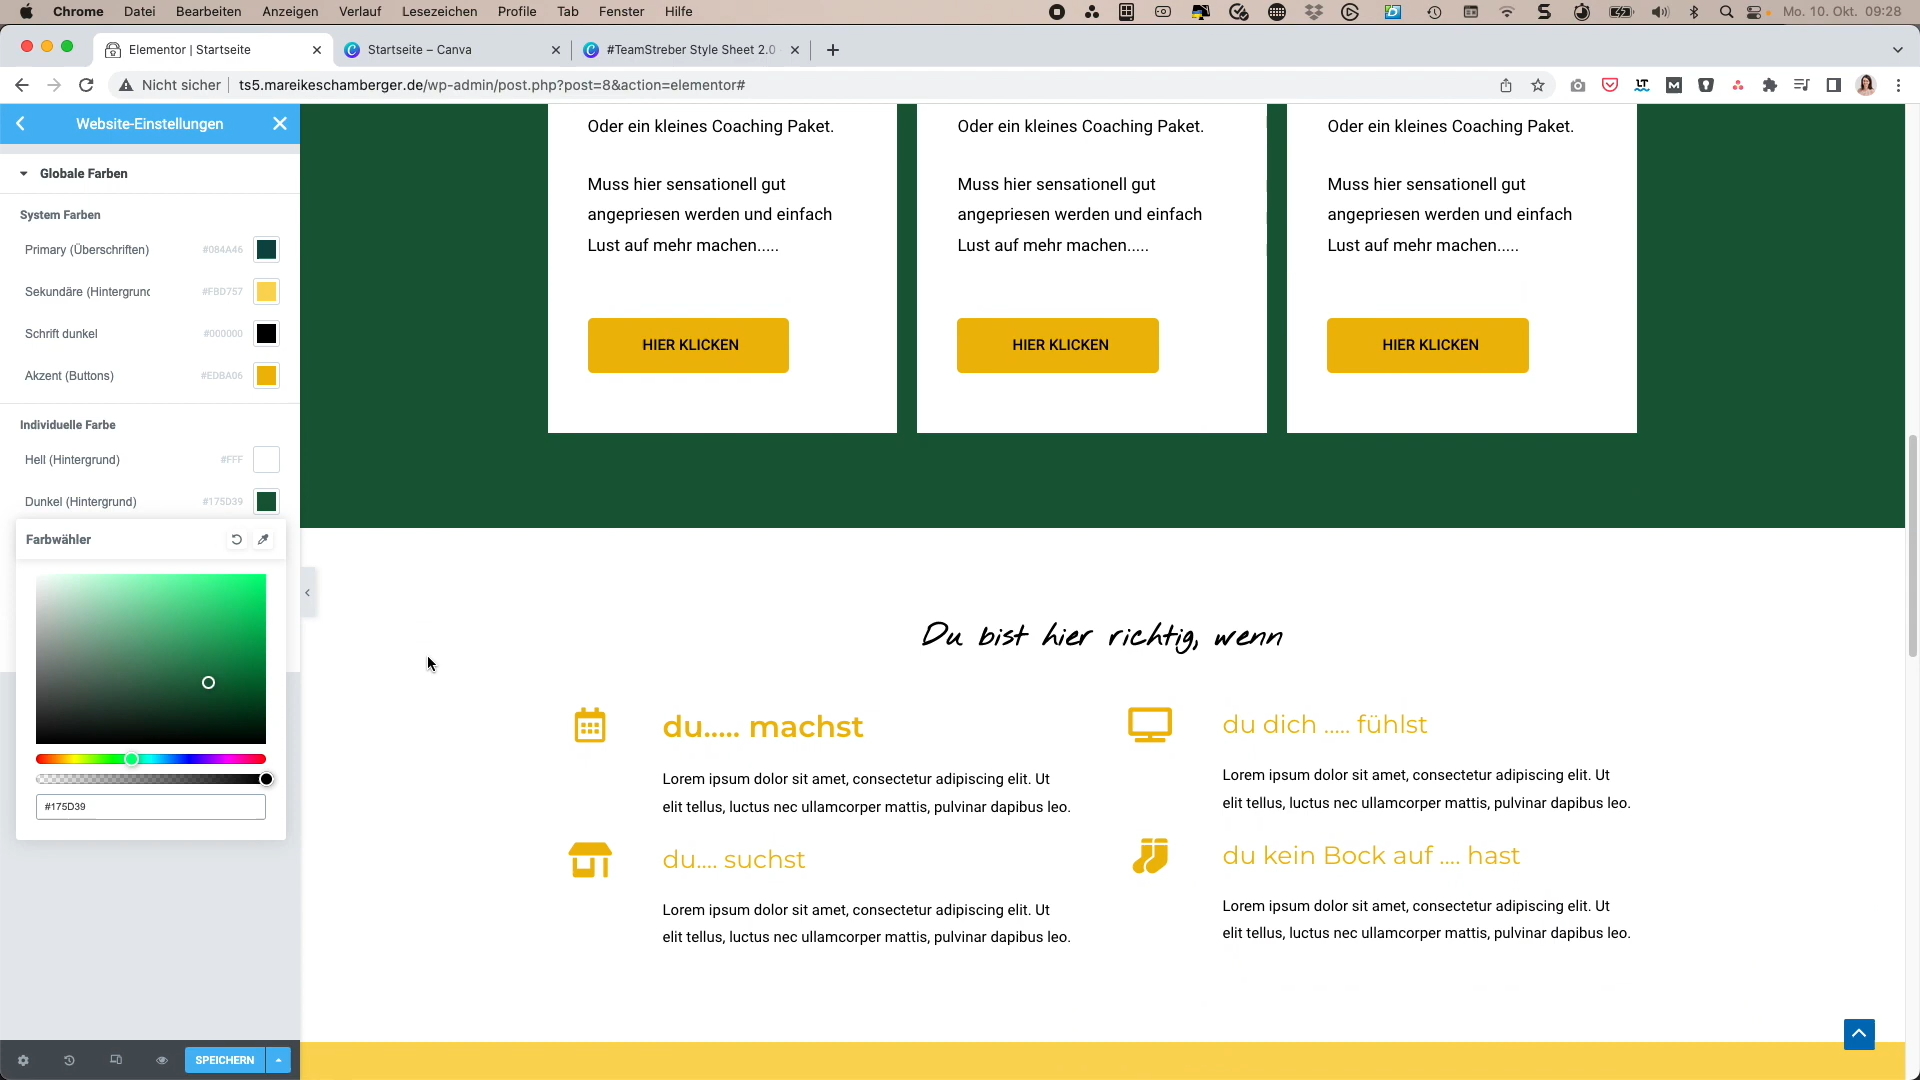 Chrome Datei Bearbeiten Anzeigen Verlauf Lesezeichen Profile Tab Fenster Hilfe Mo. 10. Okt. 09:28
Elementor | Startseite
Startseite – Canva
#TeamStreber Style Sheet 2.0
Nicht sicher ts5.mareikeschamberger.de/wp-admin/post.php?post=8&action=elementor#
Website-Einstellungen
Globale Farben
System Farben
Primary (Überschriften) #084A46
Sekundäre (Hintergrund #FBD757
Schrift dunkel #000000
Akzent (Buttons) #EDBA06
Individuelle Farbe
Hell (Hintergrund) #FFF
Dunkel (Hintergrund) #175D39
Farbwähler
#175D39
SPEICHERN
Oder ein kleines Coaching Paket.
Muss hier sensationell gut
angepriesen werden und einfach
Lust auf mehr machen.....
HIER KLICKEN
Oder ein kleines Coaching Paket.
Muss hier sensationell gut
angepriesen werden und einfach
Lust auf mehr machen.....
HIER KLICKEN
Oder ein kleines Coaching Paket.
Muss hier sensationell gut
angepriesen werden und einfach
Lust auf mehr machen.....
HIER KLICKEN
Du bist hier richtig, wenn
du..... machst
Lorem ipsum dolor sit amet, consectetur adipiscing elit. Ut
elit tellus, luctus nec ullamcorper mattis, pulvinar dapibus leo.
du dich ..... fühlst
Lorem ipsum dolor sit amet, consectetur adipiscing elit. Ut
elit tellus, luctus nec ullamcorper mattis, pulvinar dapibus leo.
du.... suchst
Lorem ipsum dolor sit amet, consectetur adipiscing elit. Ut
elit tellus, luctus nec ullamcorper mattis, pulvinar dapibus leo.
du kein Bock auf .... hast
Lorem ipsum dolor sit amet, consectetur adipiscing elit. Ut
elit tellus, luctus nec ullamcorper mattis, pulvinar dapibus leo.